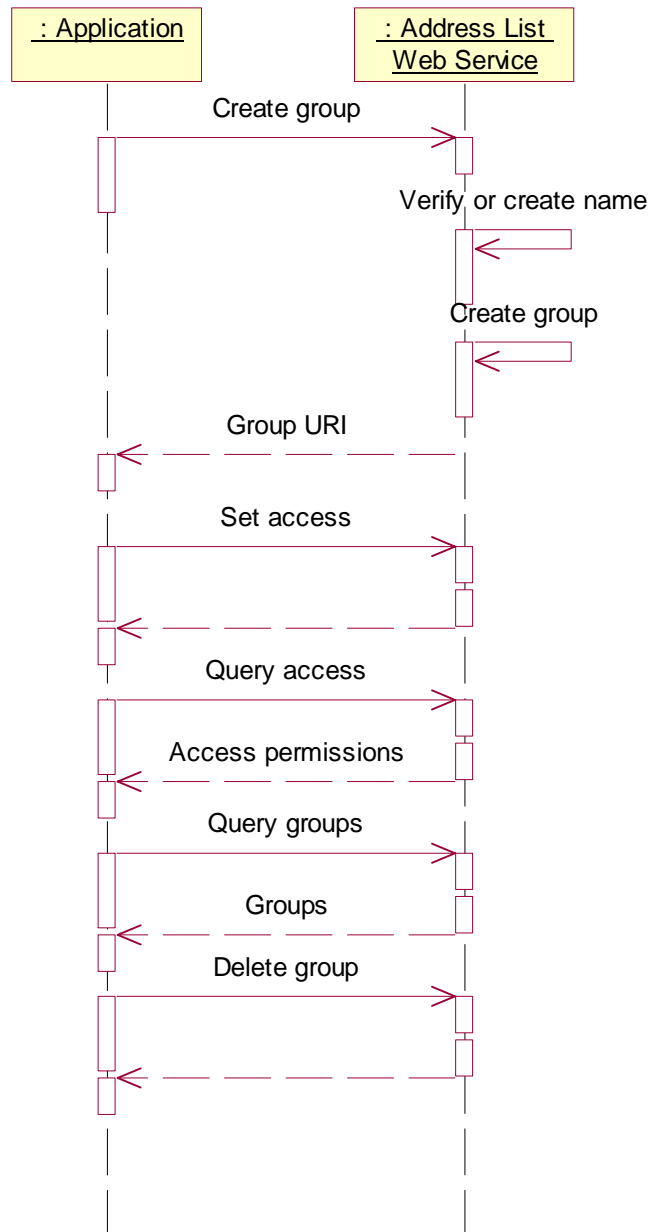 : Application
: Address List
Web Service
Create group
Verify or create name
Create group
Group URI
Set access
Query access
Access permissions
Query groups
Groups
Delete group